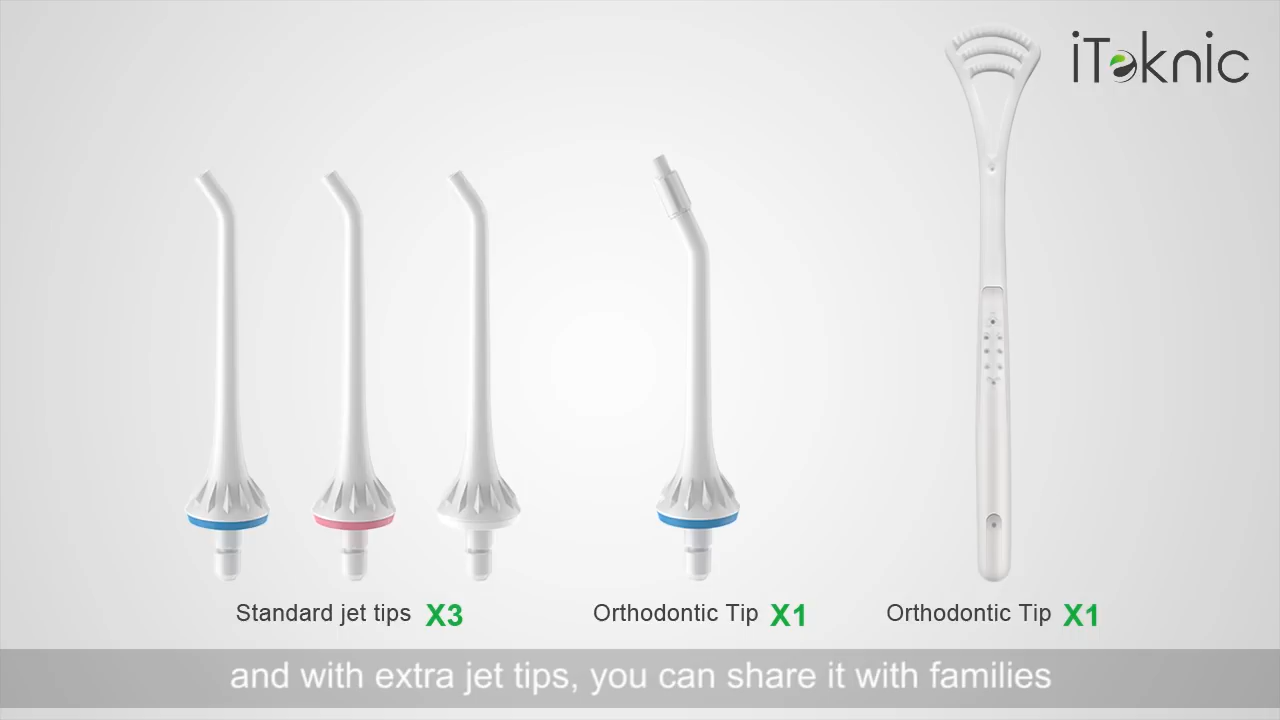 iTeknic
Standard jet tips X3
Orthodontic Tip X1
Orthodontic Tip X1
and with extra jet tips, you can share it with families